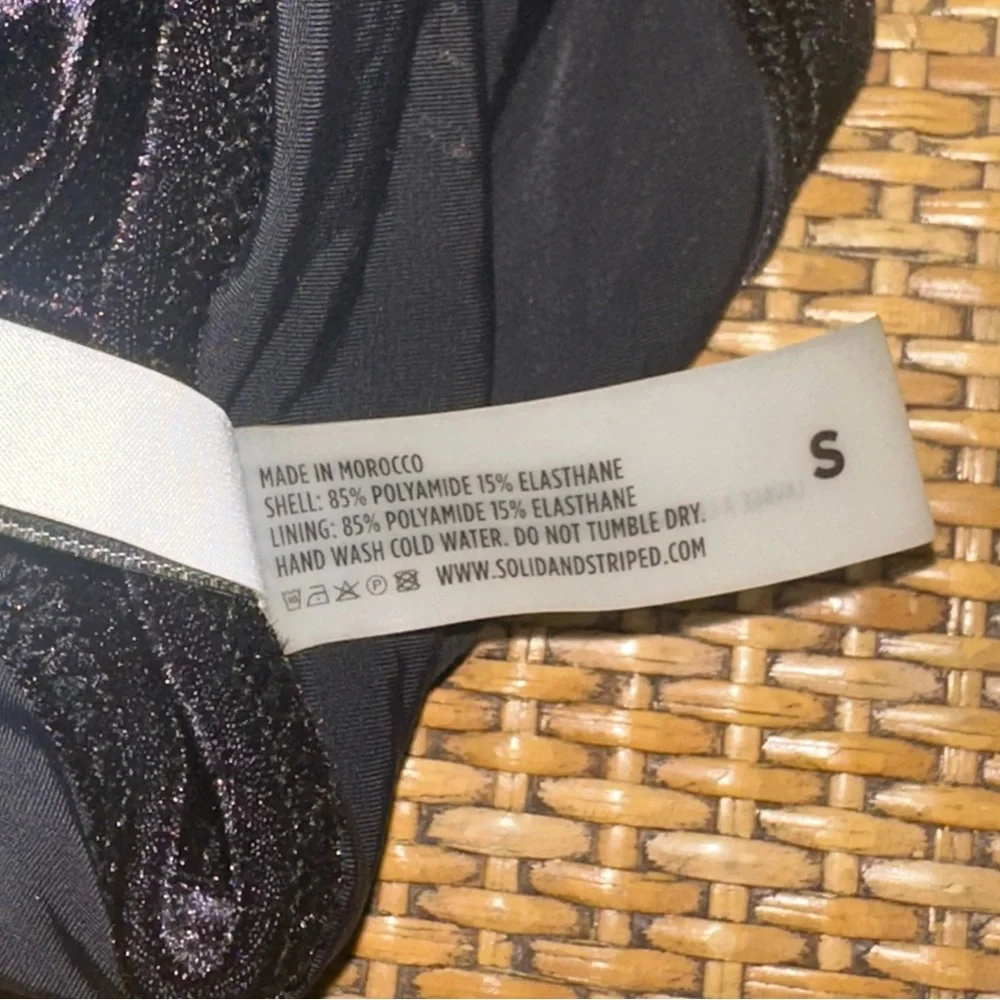 MADE IN MOROCCO
SHELL: 85% POLYAMIDE 15% ELASTHANE
LINING: 85% POLYAMIDE 15% ELASTHANE
HAND WASH COLD WATER. DO NOT TUMBLE DRY.
WWW.SOLIDANDSTRIPED.COM
S